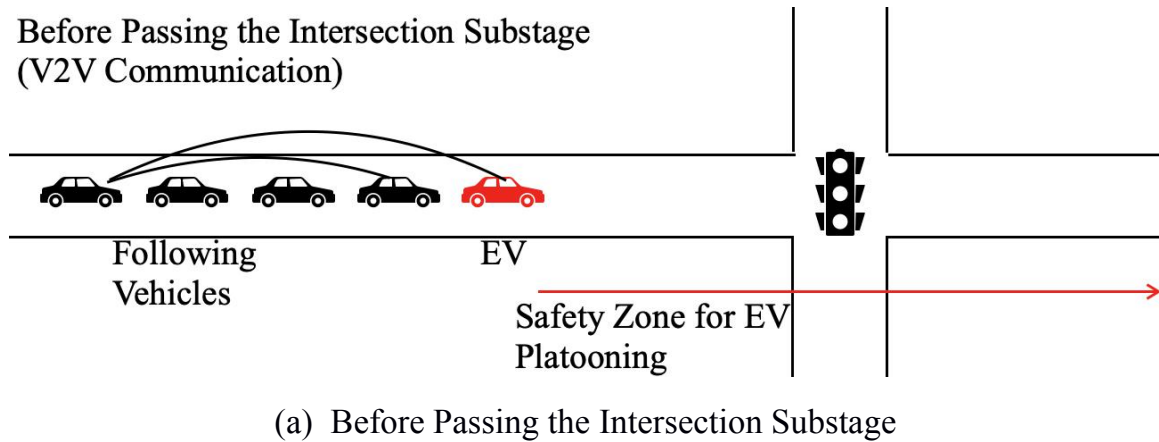 Before Passing the Intersection Substage
(V2V Communication)
Following
Vehicles
EV
Safety Zone for EV
Platooning
(a) Before Passing the Intersection Substage